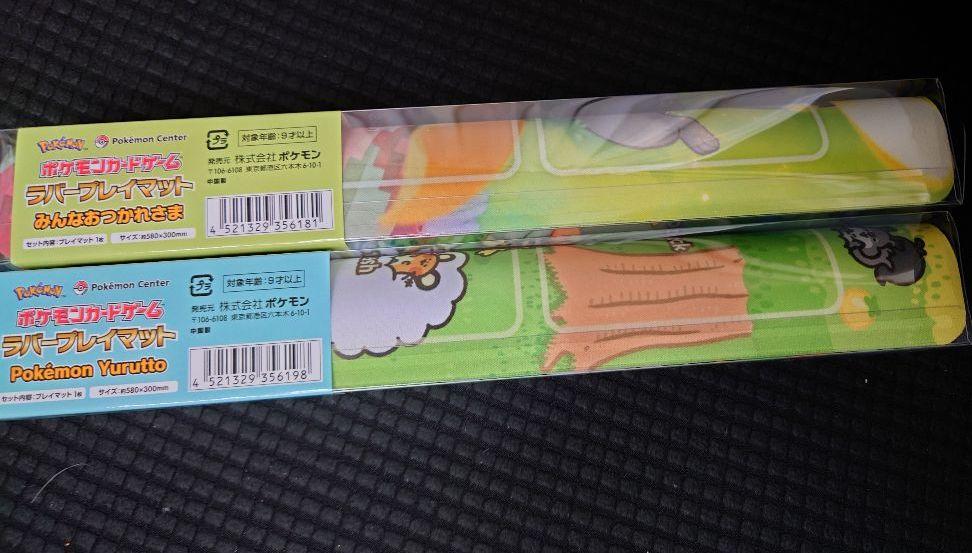 Pokémon Pokémon Center
ポケモンカードゲーム
ラバープレイマット
みんなおつかれさま
セット内容：プレイマット1枚 サイズ：約580×300mm
プラ 対象年齢：9才以上
発売元 株式会社 ポケモン
〒106-6108 東京都港区六本木6-10-1
中国製
4 521329 356181
Pokémon Pokémon Center
ポケモンカードゲーム
ラバープレイマット
Pokémon Yurutto
セット内容：プレイマット1枚 サイズ：約580×300mm
プラ 対象年齢：9才以上
発売元 株式会社 ポケモン
〒106-6108 東京都港区六本木6-10-1
中国製
4 521329 356198